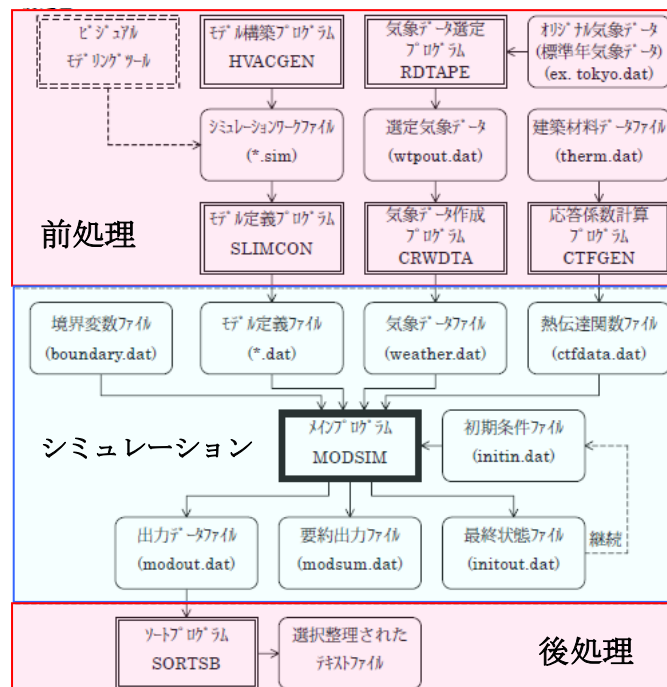 ビジュアル
モデリングツール
モデル構築プログラム
HVACGEN
気象データ選定
プログラム
RDTAPE
オリジナル気象データ
(標準年気象データ)
(ex. tokyo.dat)
シミュレーションワークファイル
(*.sim)
選定気象データ
(wtpout.dat)
建築材料データファイル
(therm.dat)
前処理
モデル定義プログラム
SLIMCON
気象データ作成
プログラム
CRWDTA
応答係数計算
プログラム
CTFGEN
境界変数ファイル
(boundary.dat)
モデル定義ファイル
(*.dat)
気象データファイル
(weather.dat)
熱伝達関数ファイル
(ctfdata.dat)
シミュレーション
メインプログラム
MODSIM
初期条件ファイル
(initin.dat)
出力データファイル
(modout.dat)
要約出力ファイル
(modsum.dat)
最終状態ファイル
(initout.dat)
継続
ソートプログラム
SORTSB
選択整理された
テキストファイル
後処理